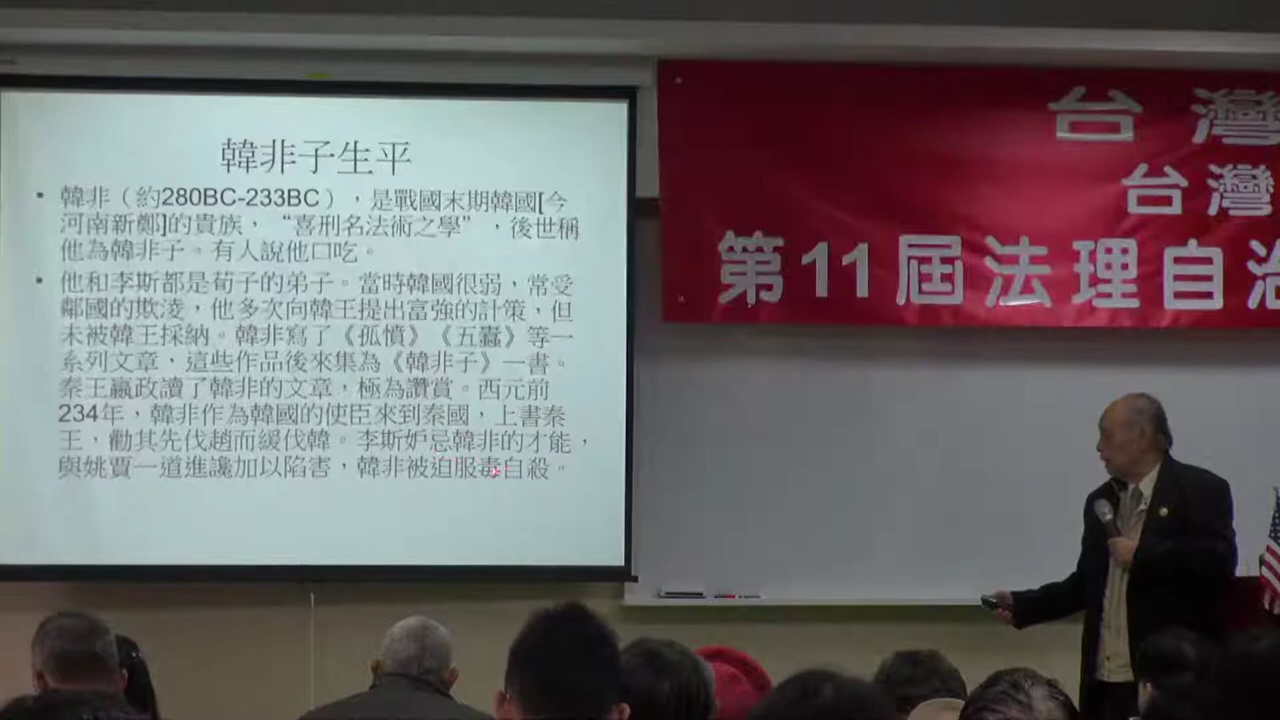 韓非子生平
• 韓非（約280BC-233BC），是戰國末期韓國[今
河南新鄭]的貴族，“喜刑名法術之學”，後世稱
他為韓非子。有人說他口吃。
• 他和李斯都是荀子的弟子。當時韓國很弱，常受
鄰國的欺淩，他多次向韓王提出富強的計策，但
未被韓王採納。韓非寫了《孤憤》《五蠹》等一
系列文章，這些作品後來集為《韓非子》一書。
秦王嬴政讀了韓非的文章，極為讚賞。西元前
234年，韓非作為韓國的使臣來到秦國，上書秦
王，勸其先伐趙而緩伐韓。李斯妒忌韓非的才能，
與姚賈一道進讒加以陷害，韓非被迫服毒自殺。
台灣
台灣
第11屆法理自治